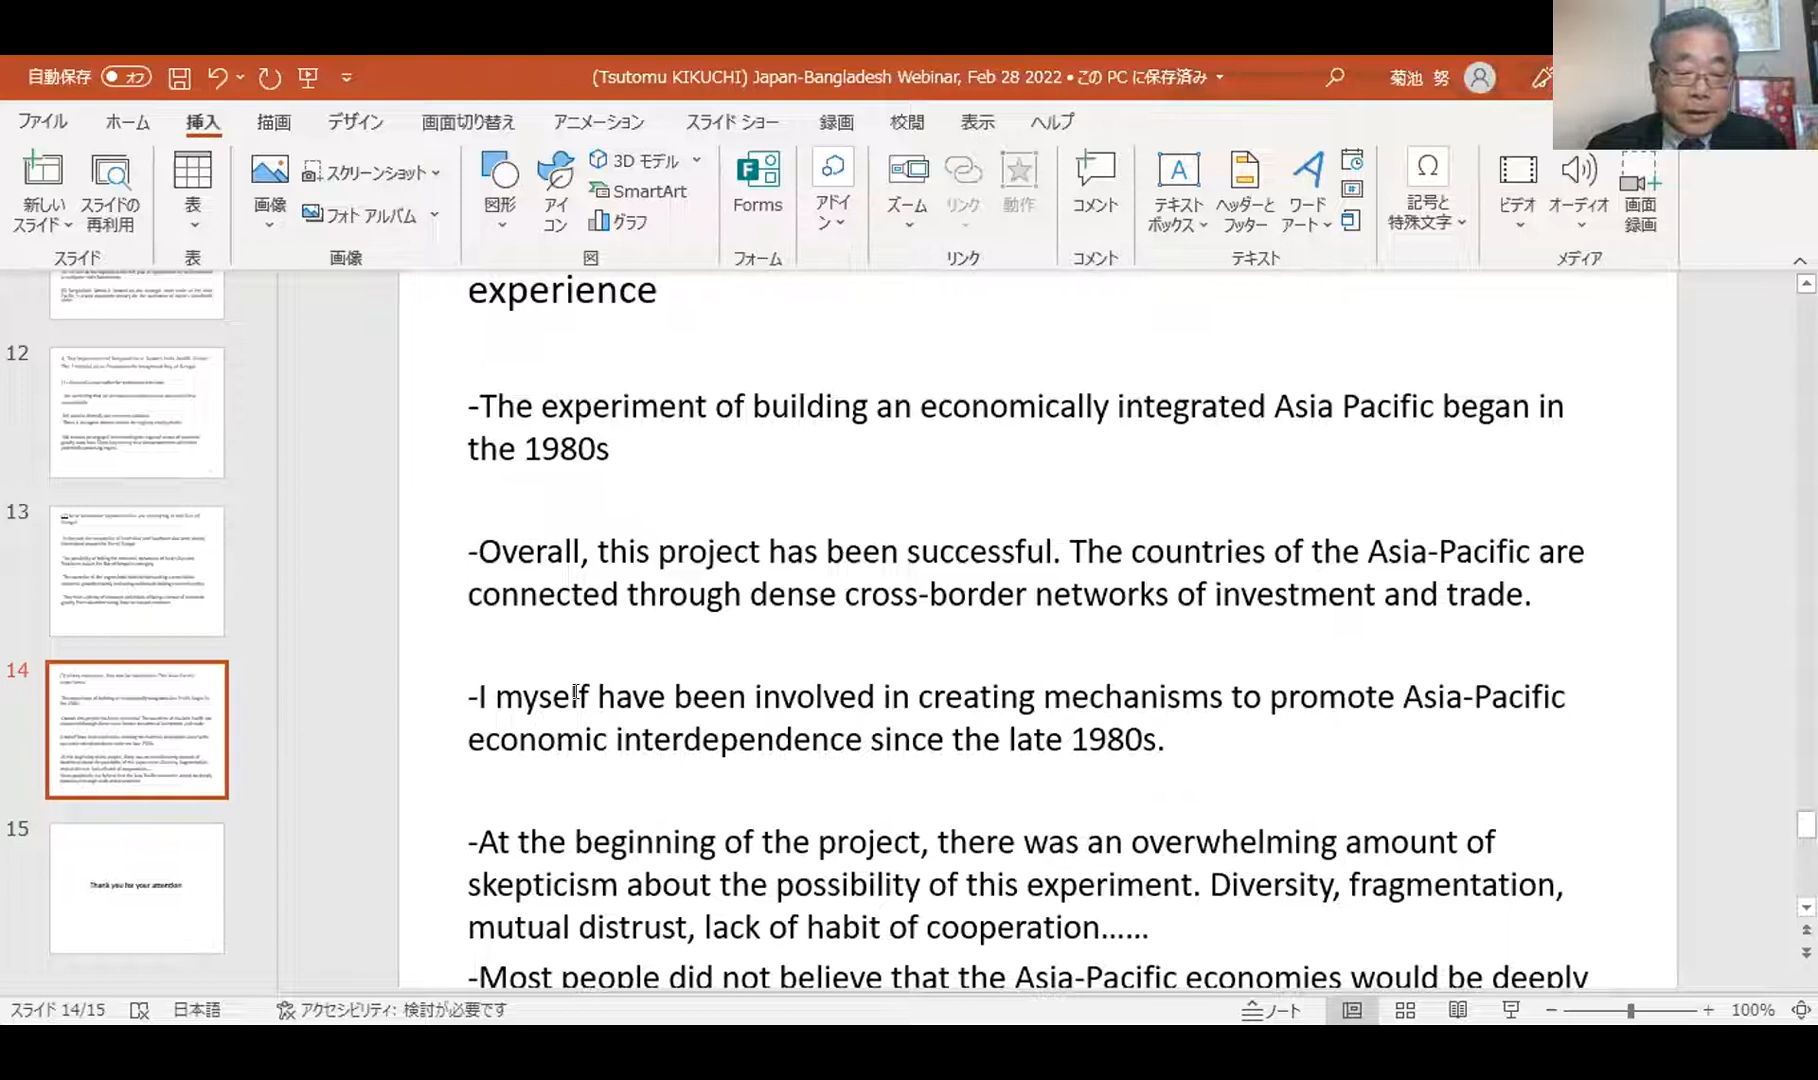 自動保存 オフ
(Tsutomu KIKUCHI) Japan-Bangladesh Webinar, Feb 28 2022 • この PC に保存済み
菊池 努
ファイル ホーム 挿入 描画 デザイン 画面切り替え アニメーション スライド ショー 録画 校閲 表示 ヘルプ
新しい
スライド
スライドの
再利用
スライド
表
表
画像
スクリーンショット
フォト アルバム
画像
図形
アイ
コン
3D モデル
SmartArt
グラフ
図
Forms
フォーム
アドイ
ン
ズーム
リンク
動作
リンク
コメント
コメント
テキスト
ボックス
ヘッダーと
フッター
ワード
アート
テキスト
記号と
特殊文字
ビデオ
オーディオ
画面
録画
メディア
12
13
14
15
Thank you for your attention
experience
-The experiment of building an economically integrated Asia Pacific began in
the 1980s
-Overall, this project has been successful. The countries of the Asia-Pacific are
connected through dense cross-border networks of investment and trade.
-I myself have been involved in creating mechanisms to promote Asia-Pacific
economic interdependence since the late 1980s.
-At the beginning of the project, there was an overwhelming amount of
skepticism about the possibility of this experiment. Diversity, fragmentation,
mutual distrust, lack of habit of cooperation……
-Most people did not believe that the Asia-Pacific economies would be deeply
スライド 14/15 日本語 アクセシビリティ: 検討が必要です ノート 100%